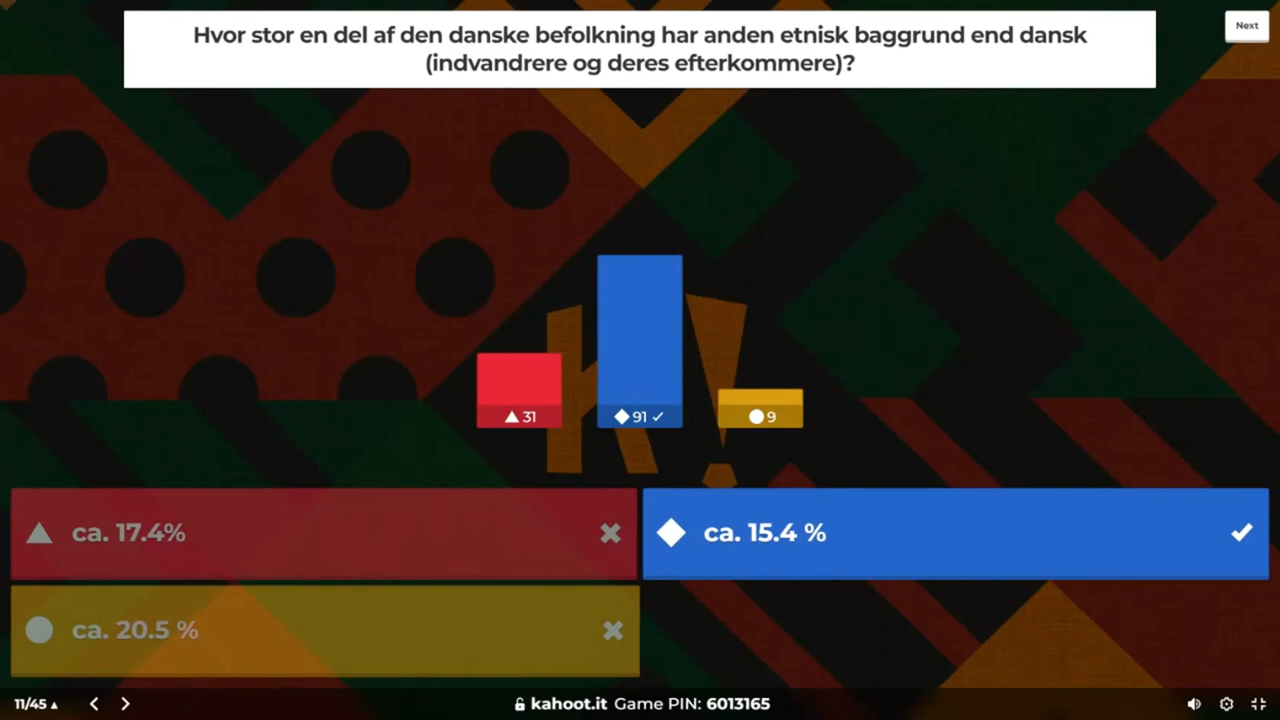 Hvor stor en del af den danske befolkning har anden etnisk baggrund end dansk
(indvandrere og deres efterkommere)?
Next
K!
31
91
9
ca. 17.4%
ca. 15.4 %
ca. 20.5 %
11/45
kahoot.it Game PIN: 6013165